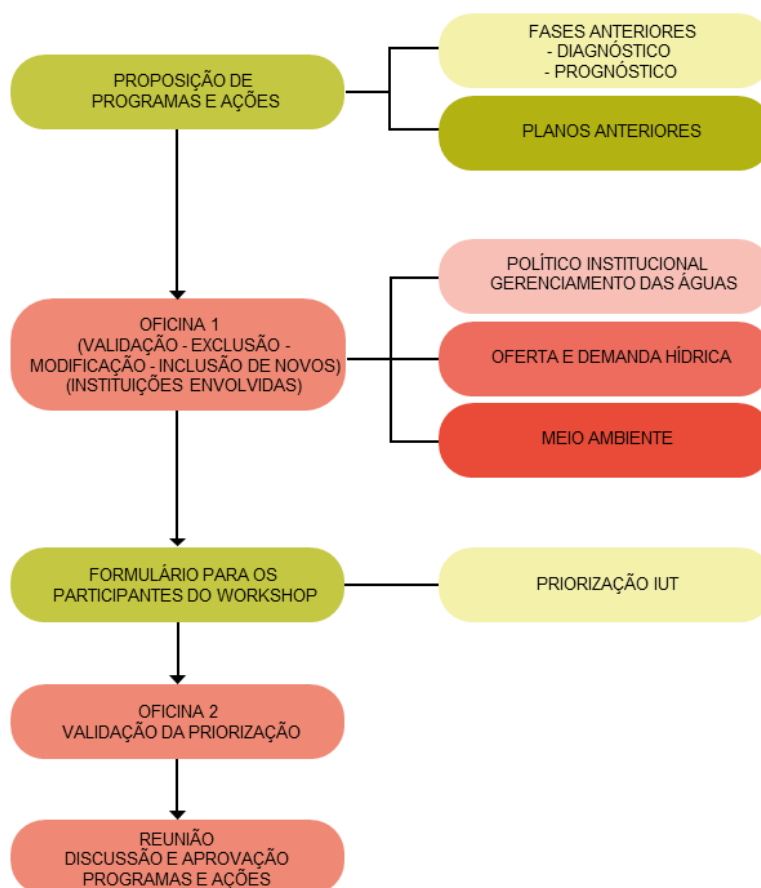 PROPOSIÇÃO DE
PROGRAMAS E AÇÕES
FASES ANTERIORES
- DIAGNÓSTICO
- PROGNÓSTICO
PLANOS ANTERIORES
OFICINA 1
(VALIDAÇÃO - EXCLUSÃO -
MODIFICAÇÃO - INCLUSÃO DE NOVOS)
(INSTITUIÇÕES ENVOLVIDAS)
POLÍTICO INSTITUCIONAL
GERENCIAMENTO DAS ÁGUAS
OFERTA E DEMANDA HÍDRICA
MEIO AMBIENTE
FORMULÁRIO PARA OS
PARTICIPANTES DO WORKSHOP
PRIORIZAÇÃO IUT
OFICINA 2
VALIDAÇÃO DA PRIORIZAÇÃO
REUNIÃO
DISCUSSÃO E APROVAÇÃO
PROGRAMAS E AÇÕES